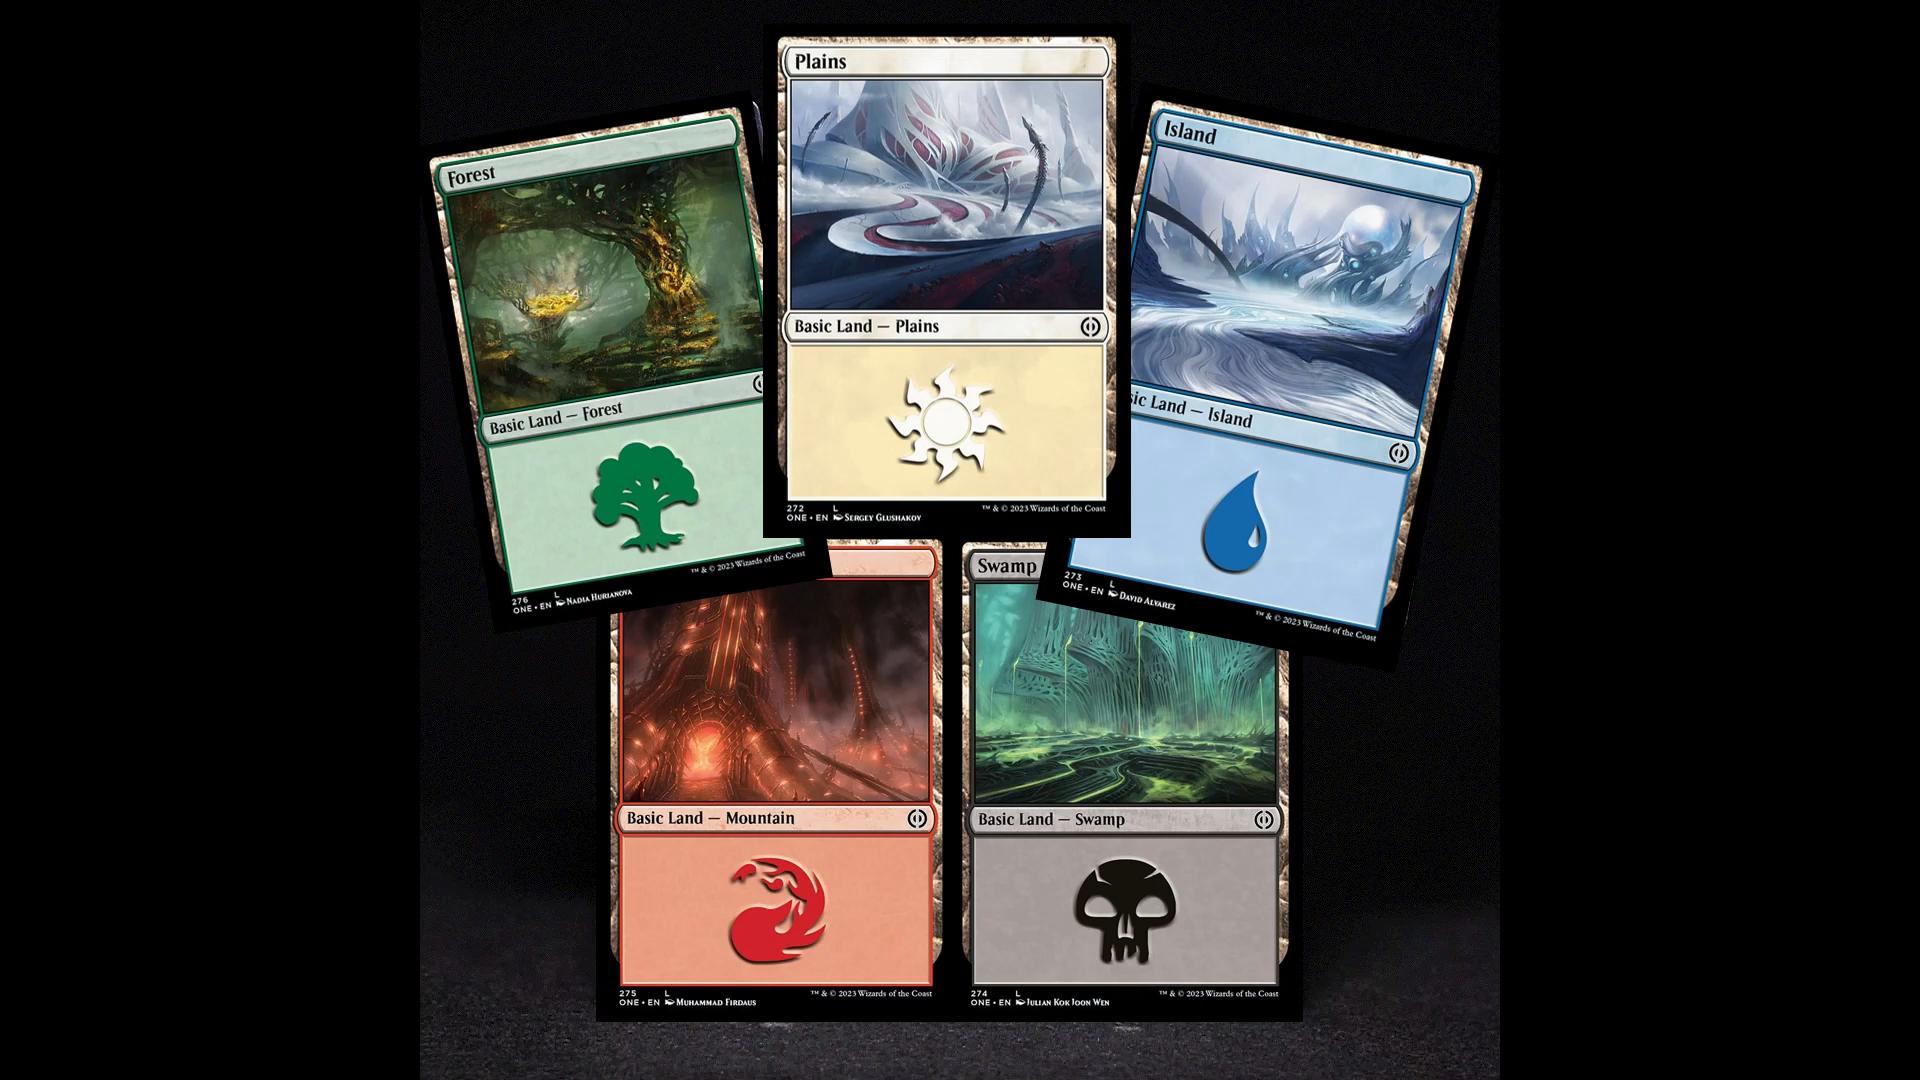 Plains
Basic Land — Plains
272 L
ONE • EN SERGEY GLUSHAKOV
™ & © 2023 Wizards of the Coast
Forest
Basic Land — Forest
276 L
ONE • EN NADIA HURIANOVA
™ & © 2023 Wizards of the Coast
Island
Land — Island
273 L
ONE • EN DAVID ALVAREZ
™ & © 2023 Wizards of the Coast
Basic Land — Mountain
275 L
ONE • EN MUHAMMAD FIRDAUS
™ & © 2023 Wizards of the Coast
Swamp
Basic Land — Swamp
274 L
ONE • EN JULIAN KOK JOON WEN
™ & © 2023 Wizards of the Coast